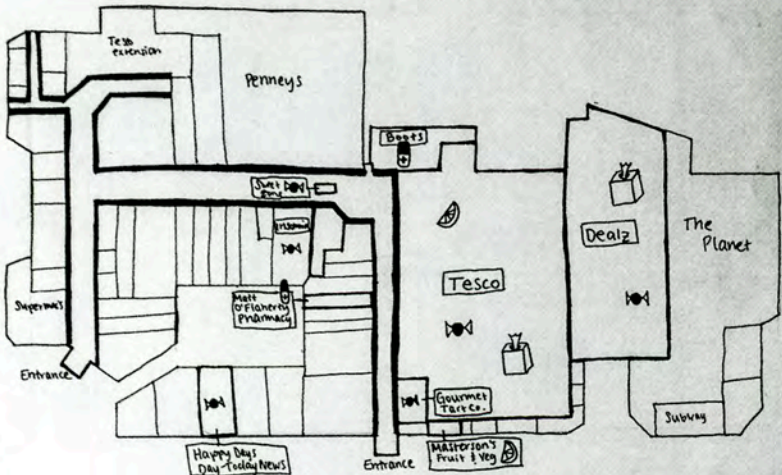 Tesco
extension
Penneys
Boots
Sweet
Dealz
The
Planet
Tesco
Supermac's
Matt
O'Flaherty
Pharmacy
Entrance
Gourmet
Tart Co.
Subway
Happy Days
Day-Today News
Entrance
Masterson's
Fruit & Veg